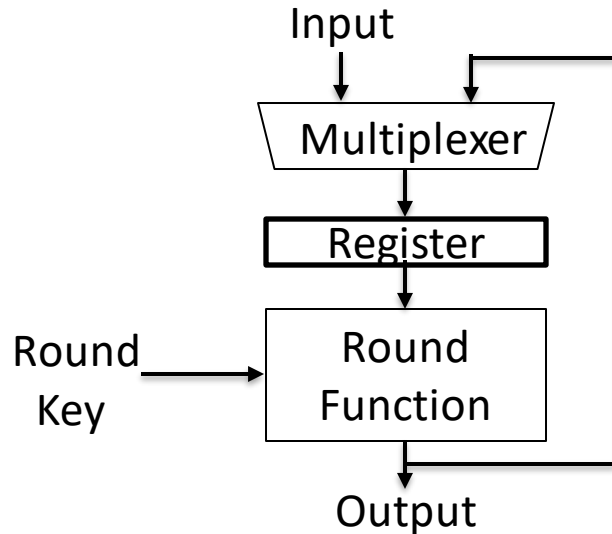 Input
Multiplexer
Register
Round
Key
Round
Function
Output